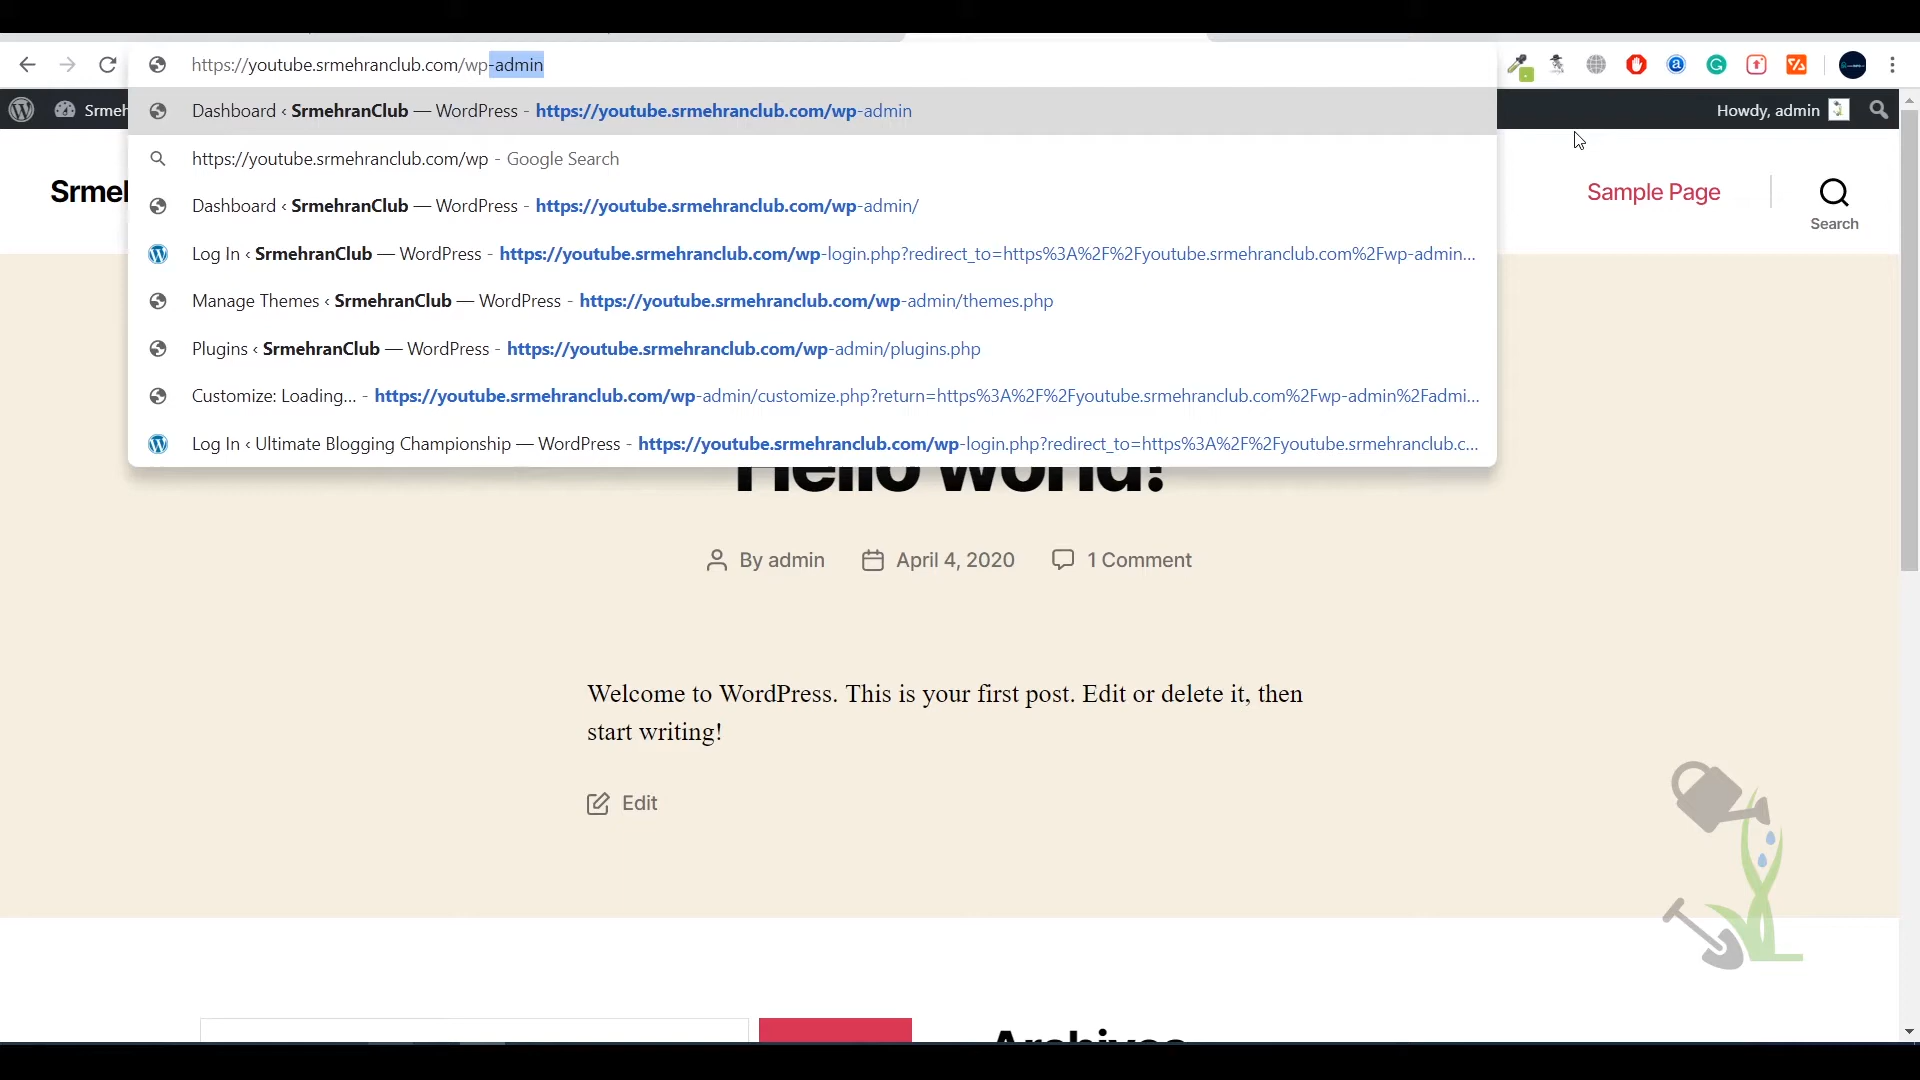 https://youtube.srmehranclub.com/wp-admin
Dashboard ‹ SrmehranClub — WordPress - https://youtube.srmehranclub.com/wp-admin
Srmeh
Howdy, admin
https://youtube.srmehranclub.com/wp - Google Search
Srmeh
Sample Page
Search
Dashboard ‹ SrmehranClub — WordPress - https://youtube.srmehranclub.com/wp-admin/
Log In ‹ SrmehranClub — WordPress - https://youtube.srmehranclub.com/wp-login.php?redirect_to=https%3A%2F%2Fyoutube.srmehranclub.com%2Fwp-admin...
Manage Themes ‹ SrmehranClub — WordPress - https://youtube.srmehranclub.com/wp-admin/themes.php
Plugins ‹ SrmehranClub — WordPress - https://youtube.srmehranclub.com/wp-admin/plugins.php
Customize: Loading... - https://youtube.srmehranclub.com/wp-admin/customize.php?return=https%3A%2F%2Fyoutube.srmehranclub.com%2Fwp-admin%2Fadmi...
Log In ‹ Ultimate Blogging Championship — WordPress - https://youtube.srmehranclub.com/wp-login.php?redirect_to=https%3A%2F%2Fyoutube.srmehranclub.c...
Hello world!
By admin April 4, 2020 1 Comment
Welcome to WordPress. This is your first post. Edit or delete it, then
start writing!
Edit
Archives